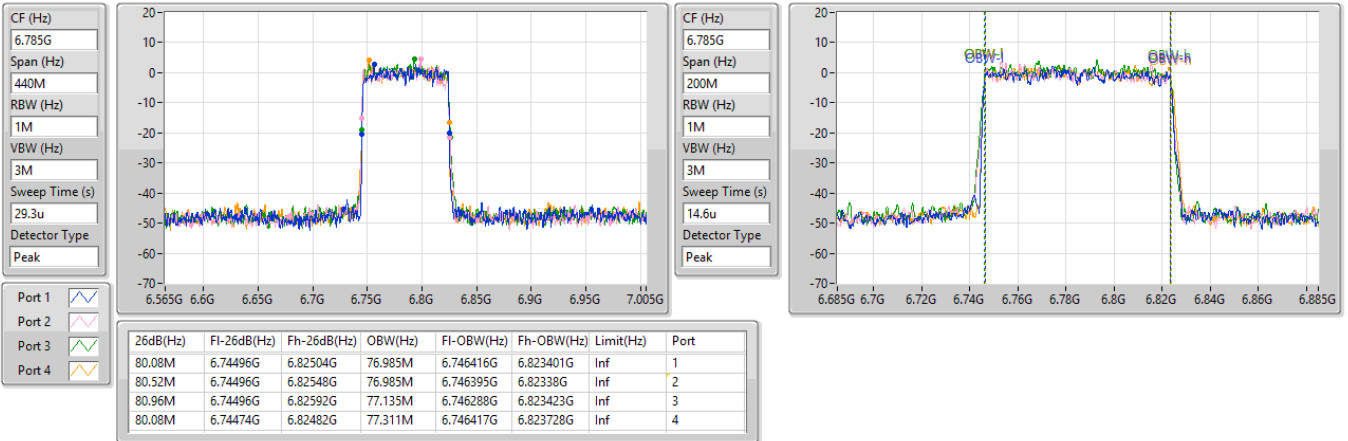 CF (Hz)
6.785G
Span (Hz)
440M
RBW (Hz)
1M
VBW (Hz)
3M
Sweep Time (s)
29.3u
Detector Type
Peak
20
10
0
-10
-20
-30
-40
-50
-60
-70
6.565G 6.6G 6.65G 6.7G 6.75G 6.8G 6.85G 6.9G 6.95G 7.005G
CF (Hz)
6.785G
Span (Hz)
200M
RBW (Hz)
1M
VBW (Hz)
3M
Sweep Time (s)
14.6u
Detector Type
Peak
20
10
0
-10
-20
-30
-40
-50
-60
-70
OBW-l OBW-h
6.685G 6.7G 6.72G 6.74G 6.76G 6.78G 6.8G 6.82G 6.84G 6.86G 6.885G
Port 1
Port 2
Port 3
Port 4
26dB(Hz) Fl-26dB(Hz) Fh-26dB(Hz) OBW(Hz) Fl-OBW(Hz) Fh-OBW(Hz) Limit(Hz) Port
80.08M 6.74496G 6.82504G 76.985M 6.746416G 6.823401G Inf 1
80.52M 6.74496G 6.82548G 76.985M 6.746395G 6.82338G Inf 2
80.96M 6.74496G 6.82592G 77.135M 6.746288G 6.823423G Inf 3
80.08M 6.74474G 6.82482G 77.311M 6.746417G 6.823728G Inf 4